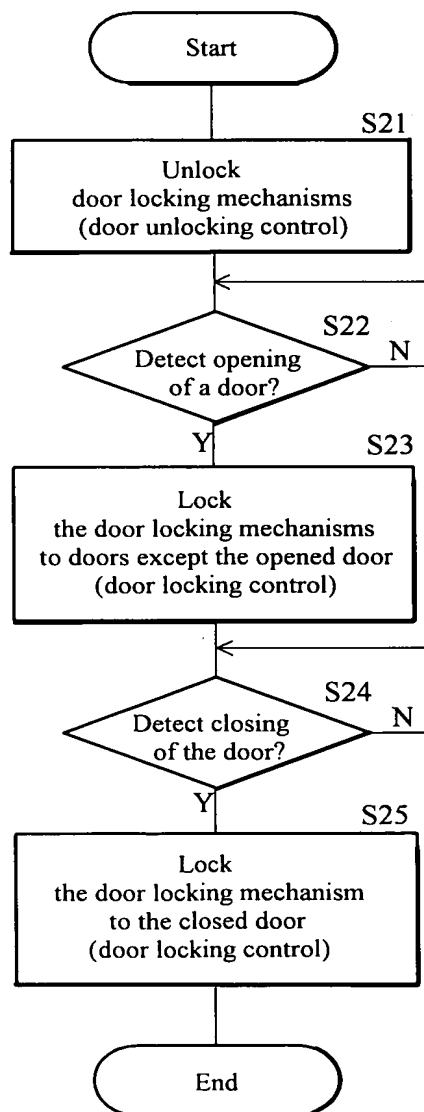 Start
S21
Unlock
door locking mechanisms
(door unlocking control)
S22
Detect opening
of a door?
N
Y
S23
Lock
the door locking mechanisms
to doors except the opened door
(door locking control)
S24
Detect closing
of the door?
N
Y
S25
Lock
the door locking mechanism
to the closed door
(door locking control)
End